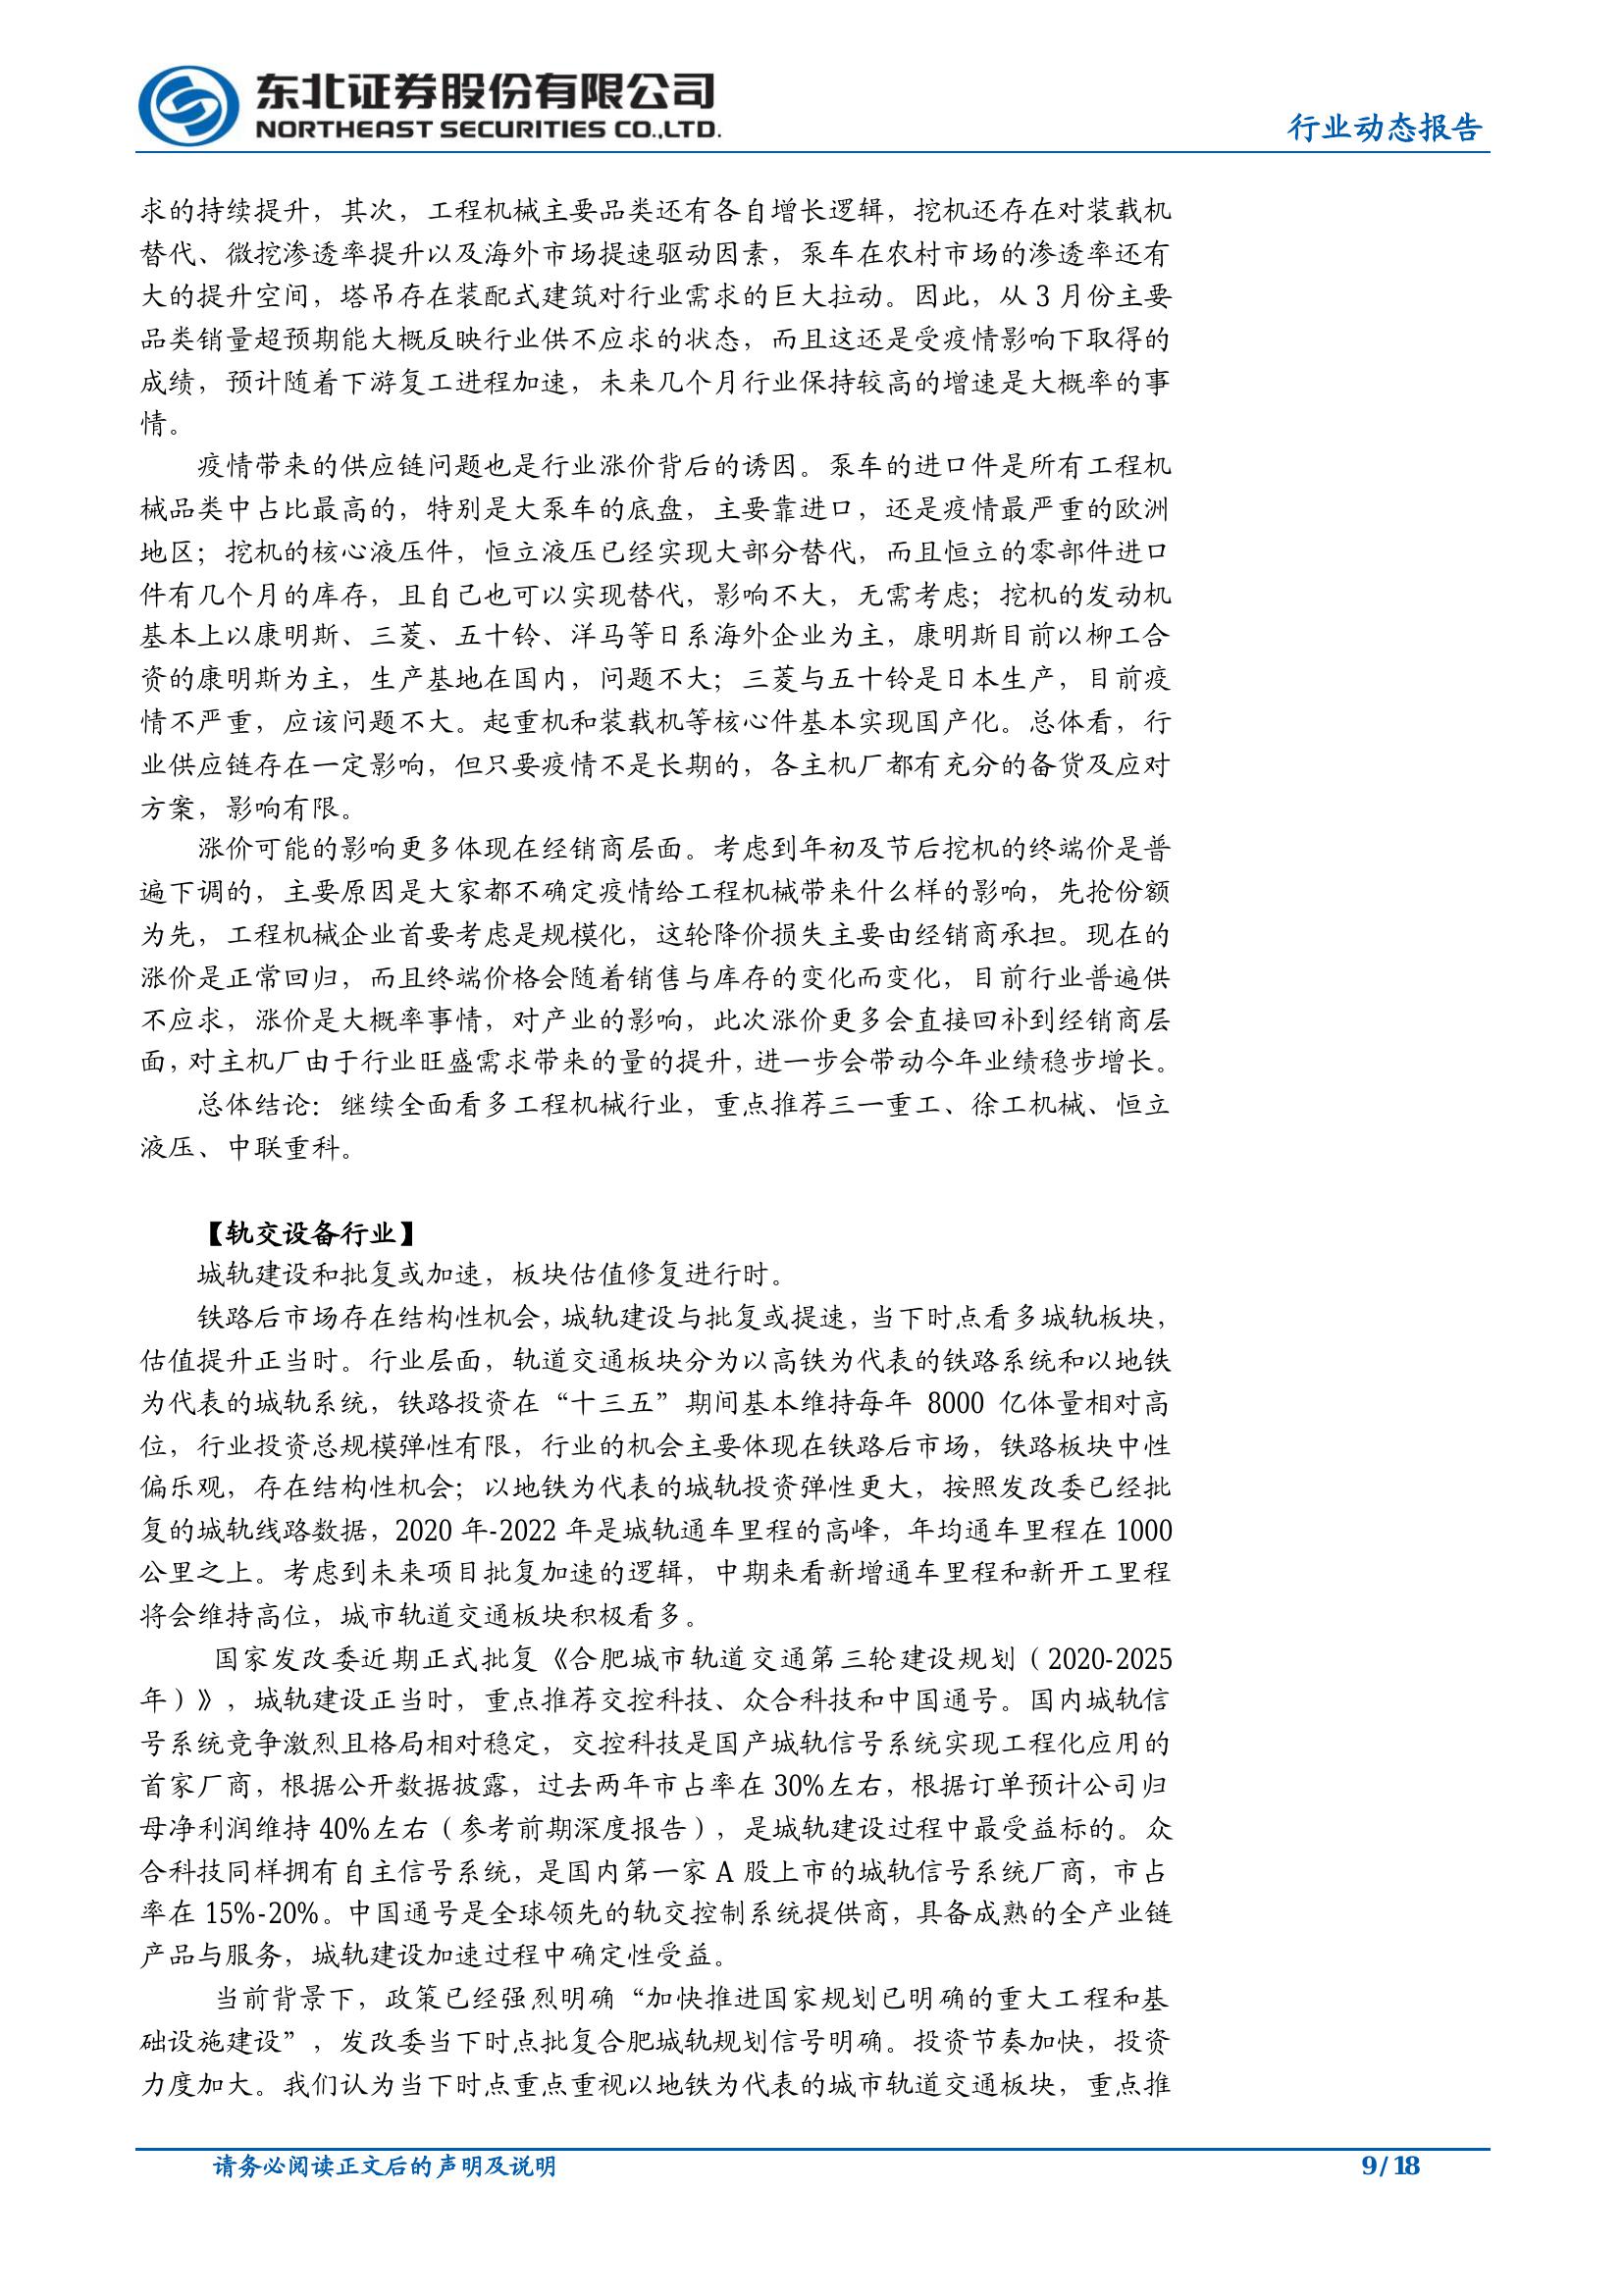 东北证券股份有限公司
NORTHEAST SECURITIES CO.,LTD.
行业动态报告
求的持续提升，其次，工程机械主要品类还有各自增长逻辑，挖机还存在对装载机
替代、微挖渗透率提升以及海外市场提速驱动因素，泵车在农村市场的渗透率还有
大的提升空间，塔吊存在装配式建筑对行业需求的巨大拉动。因此，从 3 月份主要
品类销量超预期能大概反映行业供不应求的状态，而且这还是受疫情影响下取得的
成绩，预计随着下游复工进程加速，未来几个月行业保持较高的增速是大概率的事
情。
疫情带来的供应链问题也是行业涨价背后的诱因。泵车的进口件是所有工程机
械品类中占比最高的，特别是大泵车的底盘，主要靠进口，还是疫情最严重的欧洲
地区；挖机的核心液压件，恒立液压已经实现大部分替代，而且恒立的零部件进口
件有几个月的库存，且自己也可以实现替代，影响不大，无需考虑；挖机的发动机
基本上以康明斯、三菱、五十铃、洋马等日系海外企业为主，康明斯目前以柳工合
资的康明斯为主，生产基地在国内，问题不大；三菱与五十铃是日本生产，目前疫
情不严重，应该问题不大。起重机和装载机等核心件基本实现国产化。总体看，行
业供应链存在一定影响，但只要疫情不是长期的，各主机厂都有充分的备货及应对
方案，影响有限。
涨价可能的影响更多体现在经销商层面。考虑到年初及节后挖机的终端价是普
遍下调的，主要原因是大家都不确定疫情给工程机械带来什么样的影响，先抢份额
为先，工程机械企业首要考虑是规模化，这轮降价损失主要由经销商承担。现在的
涨价是正常回归，而且终端价格会随着销售与库存的变化而变化，目前行业普遍供
不应求，涨价是大概率事情，对产业的影响，此次涨价更多会直接回补到经销商层
面，对主机厂由于行业旺盛需求带来的量的提升，进一步会带动今年业绩稳步增长。
总体结论：继续全面看多工程机械行业，重点推荐三一重工、徐工机械、恒立
液压、中联重科。
【轨交设备行业】
城轨建设和批复或加速，板块估值修复进行时。
铁路后市场存在结构性机会，城轨建设与批复或提速，当下时点看多城轨板块，
估值提升正当时。行业层面，轨道交通板块分为以高铁为代表的铁路系统和以地铁
为代表的城轨系统，铁路投资在“十三五”期间基本维持每年 8000 亿体量相对高
位，行业投资总规模弹性有限，行业的机会主要体现在铁路后市场，铁路板块中性
偏乐观，存在结构性机会；以地铁为代表的城轨投资弹性更大，按照发改委已经批
复的城轨线路数据，2020 年-2022 年是城轨通车里程的高峰，年均通车里程在 1000
公里之上。考虑到未来项目批复加速的逻辑，中期来看新增通车里程和新开工里程
将会维持高位，城市轨道交通板块积极看多。
国家发改委近期正式批复《合肥城市轨道交通第三轮建设规划（2020-2025
年）》，城轨建设正当时，重点推荐交控科技、众合科技和中国通号。国内城轨信
号系统竞争激烈且格局相对稳定，交控科技是国产城轨信号系统实现工程化应用的
首家厂商，根据公开数据披露，过去两年市占率在 30%左右，根据订单预计公司归
母净利润维持 40%左右（参考前期深度报告），是城轨建设过程中最受益标的。众
合科技同样拥有自主信号系统，是国内第一家 A 股上市的城轨信号系统厂商，市占
率在 15%-20%。中国通号是全球领先的轨交控制系统提供商，具备成熟的全产业链
产品与服务，城轨建设加速过程中确定性受益。
当前背景下，政策已经强烈明确“加快推进国家规划已明确的重大工程和基
础设施建设”，发改委当下时点批复合肥城轨规划信号明确。投资节奏加快，投资
力度加大。我们认为当下时点重点重视以地铁为代表的城市轨道交通板块，重点推
请务必阅读正文后的声明及说明
9 / 18